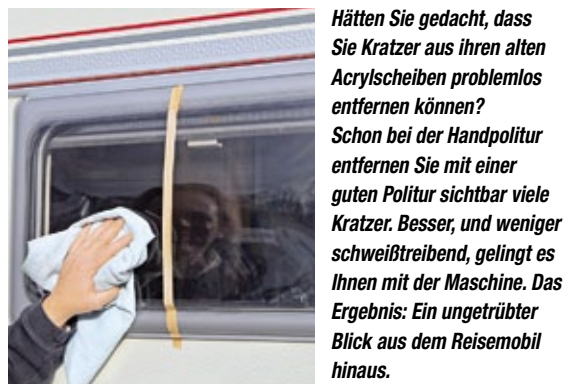 Hätten Sie gedacht, dass
Sie Kratzer aus ihren alten
Acrylscheiben problemlos
entfernen können?
Schon bei der Handpolitur
entfernen Sie mit einer
guten Politur sichtbar viele
Kratzer. Besser, und weniger
schweißtreibend, gelingt es
Ihnen mit der Maschine. Das
Ergebnis: Ein ungetrübter
Blick aus dem Reisemobil
hinaus.